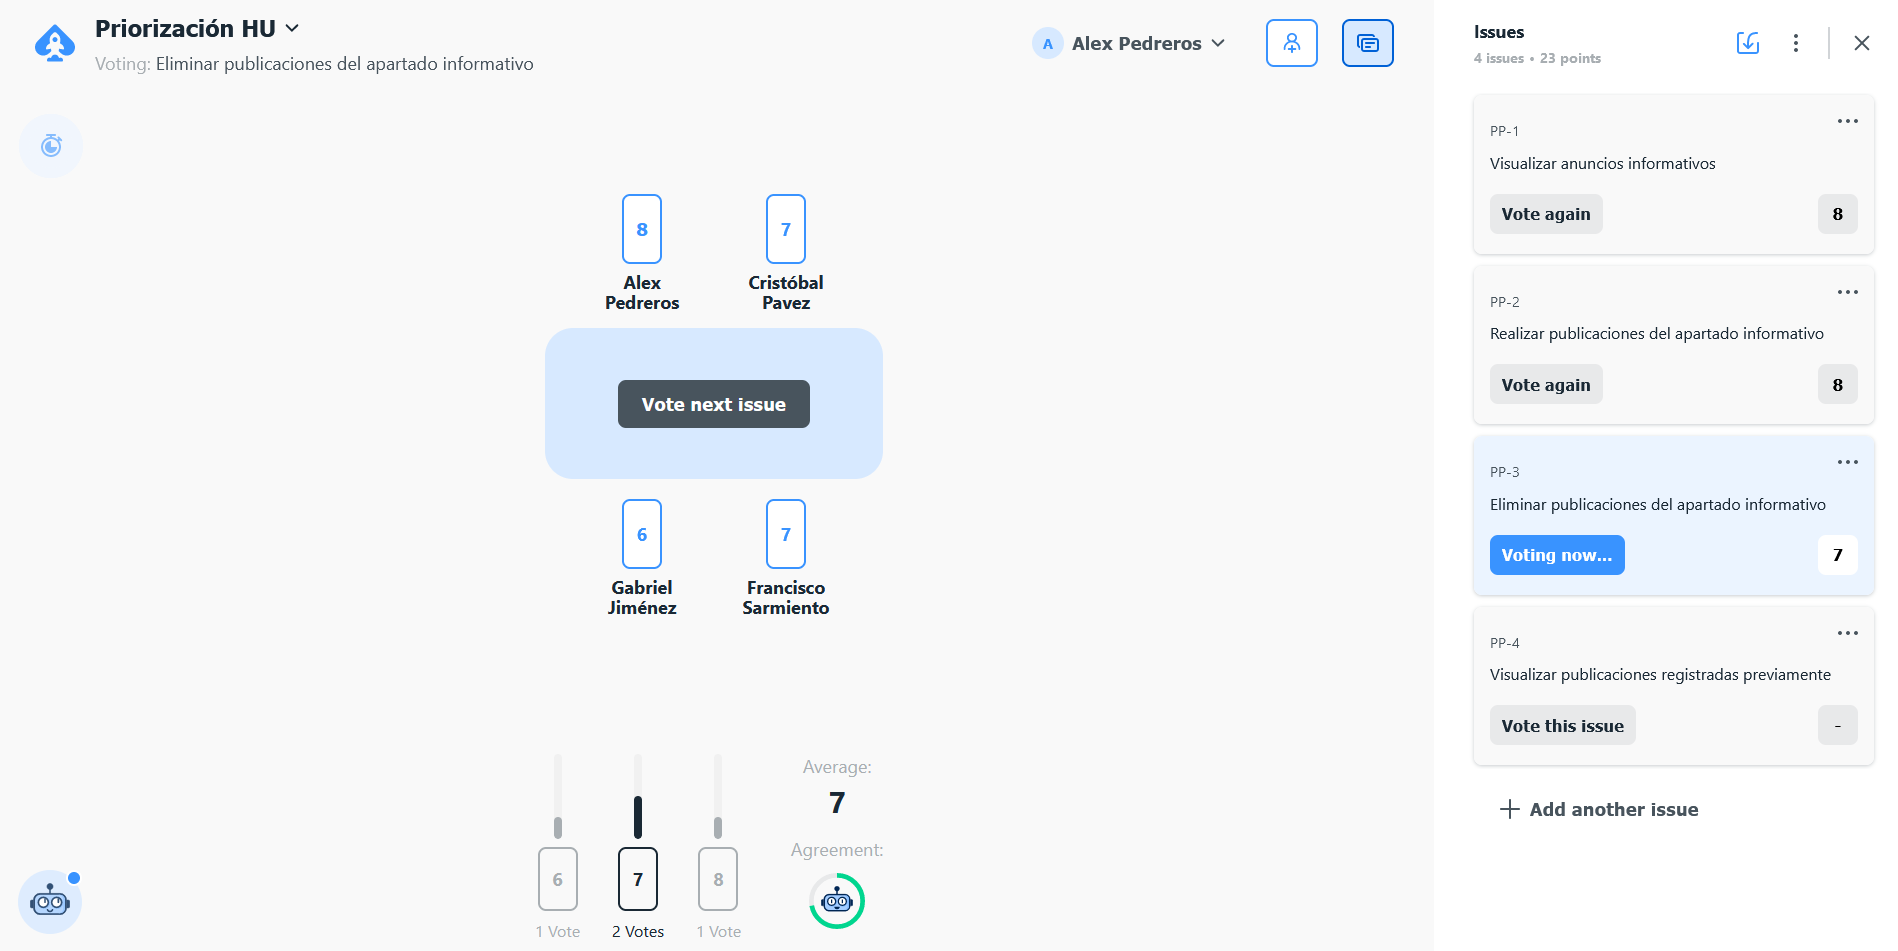 Priorización HU
Voting: Eliminar publicaciones del apartado informativo
A Alex Pedreros
8
Alex
Pedreros
7
Cristóbal
Pavez
Vote next issue
6
Gabriel
Jiménez
7
Francisco
Sarmiento
6
1 Vote
7
2 Votes
8
1 Vote
Average:
7
Agreement:
Issues
4 issues • 23 points
PP-1
Visualizar anuncios informativos
Vote again 8
PP-2
Realizar publicaciones del apartado informativo
Vote again 8
PP-3
Eliminar publicaciones del apartado informativo
Voting now... 7
PP-4
Visualizar publicaciones registradas previamente
Vote this issue -
Add another issue